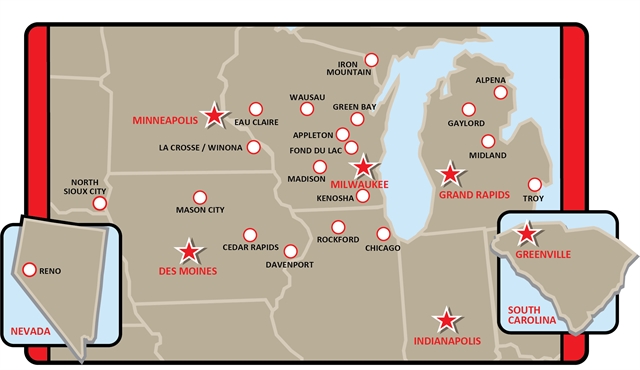 IRON
MOUNTAIN
ALPENA
WAUSAU
GREEN BAY
MINNEAPOLIS
EAU CLAIRE
GAYLORD
APPLETON
LA CROSSE / WINONA
FOND DU LAC
MIDLAND
MADISON
MILWAUKEE
NORTH
SIOUX CITY
KENOSHA
GRAND RAPIDS
TROY
MASON CITY
ROCKFORD
CHICAGO
CEDAR RAPIDS
DAVENPORT
DES MOINES
GREENVILLE
RENO
NEVADA
SOUTH
CAROLINA
INDIANAPOLIS